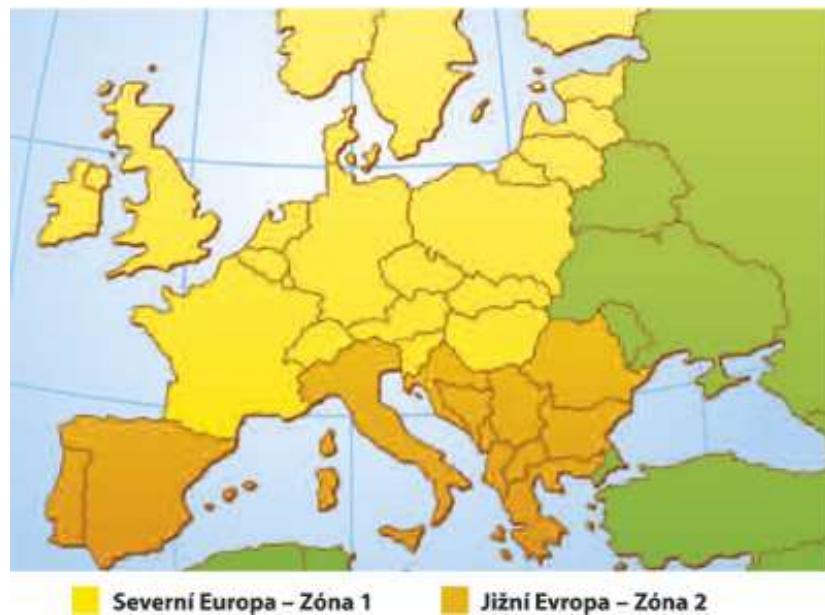 Severní Europa – Zóna 1
Jižní Evropa – Zóna 2